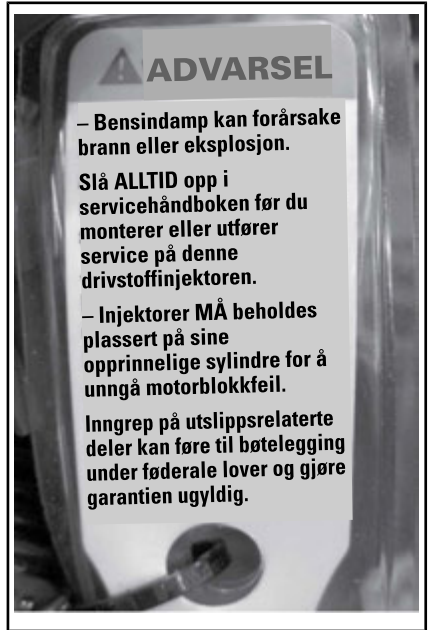 ADVARSEL
– Bensindamp kan forårsake
brann eller eksplosjon.
Slå ALLTID opp i
servicehåndboken før du
monterer eller utfører
service på denne
drivstoffinjektoren.
– Injektorer MÅ beholdes
plassert på sine
opprinnelige sylindre for å
unngå motorblokkfeil.
Inngrep på utslippsrelaterte
deler kan føre til bøtelegging
under føderale lover og gjøre
garantien ugyldig.